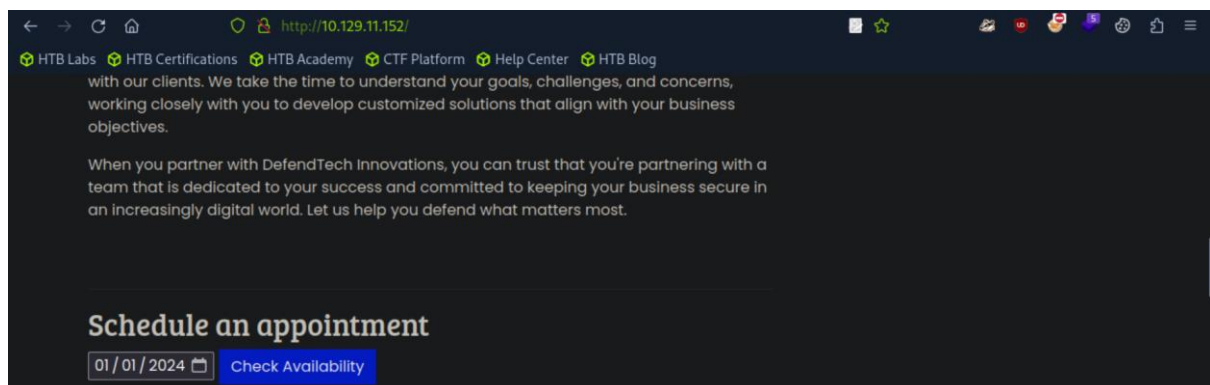 http://10.129.11.152/
HTB Labs HTB Certifications HTB Academy CTF Platform Help Center HTB Blog
with our clients. We take the time to understand your goals, challenges, and concerns,
working closely with you to develop customized solutions that align with your business
objectives.
When you partner with DefendTech Innovations, you can trust that you're partnering with a
team that is dedicated to your success and committed to keeping your business secure in
an increasingly digital world. Let us help you defend what matters most.
Schedule an appointment
01/01/2024 Check Availability